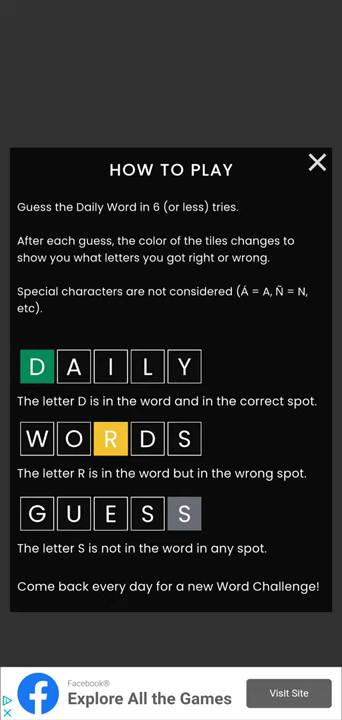 HOW TO PLAY
Guess the Daily Word in 6 (or less) tries.
After each guess, the color of the tiles changes to
show you what letters you got right or wrong.
Special characters are not considered (Á = A, Ñ = N,
etc).
DAILY
The letter D is in the word and in the correct spot.
WORDS
The letter R is in the word but in the wrong spot.
GUESS
The letter S is not in the word in any spot.
Come back every day for a new Word Challenge!
Facebook®
Explore All the Games
Visit Site